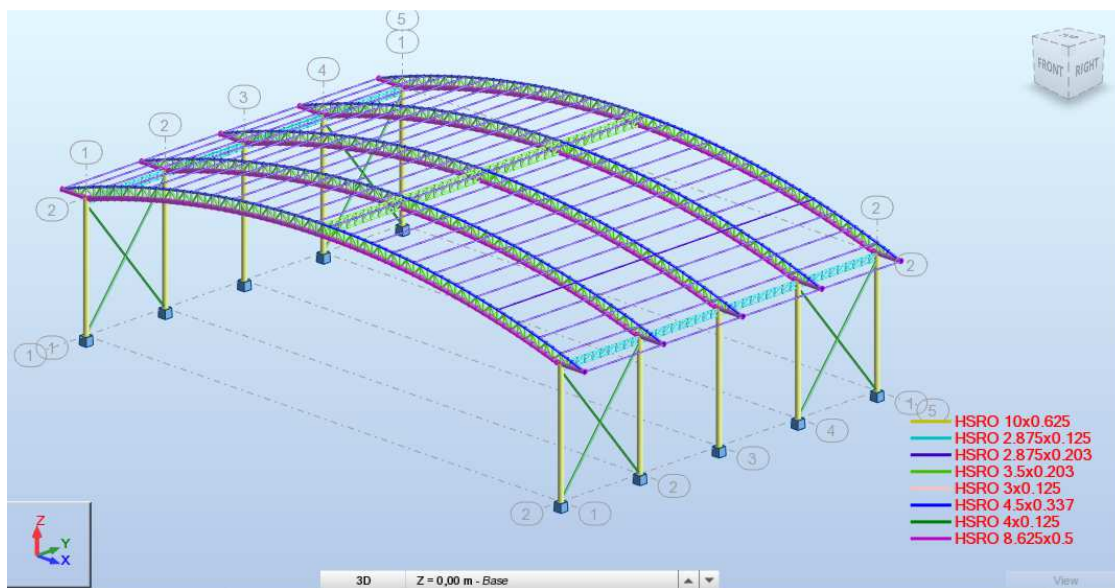 5
1
4
3
2
1
2
TOP
FRONT RIGHT
2
2
1 1
1 5
4
3
2
2 1
HSRO 10x0.625
HSRO 2.875x0.125
HSRO 2.875x0.203
HSRO 3.5x0.203
HSRO 3x0.125
HSRO 4.5x0.337
HSRO 4x0.125
HSRO 8.625x0.5
Z
Y
X
3D Z = 0,00 m - Base View